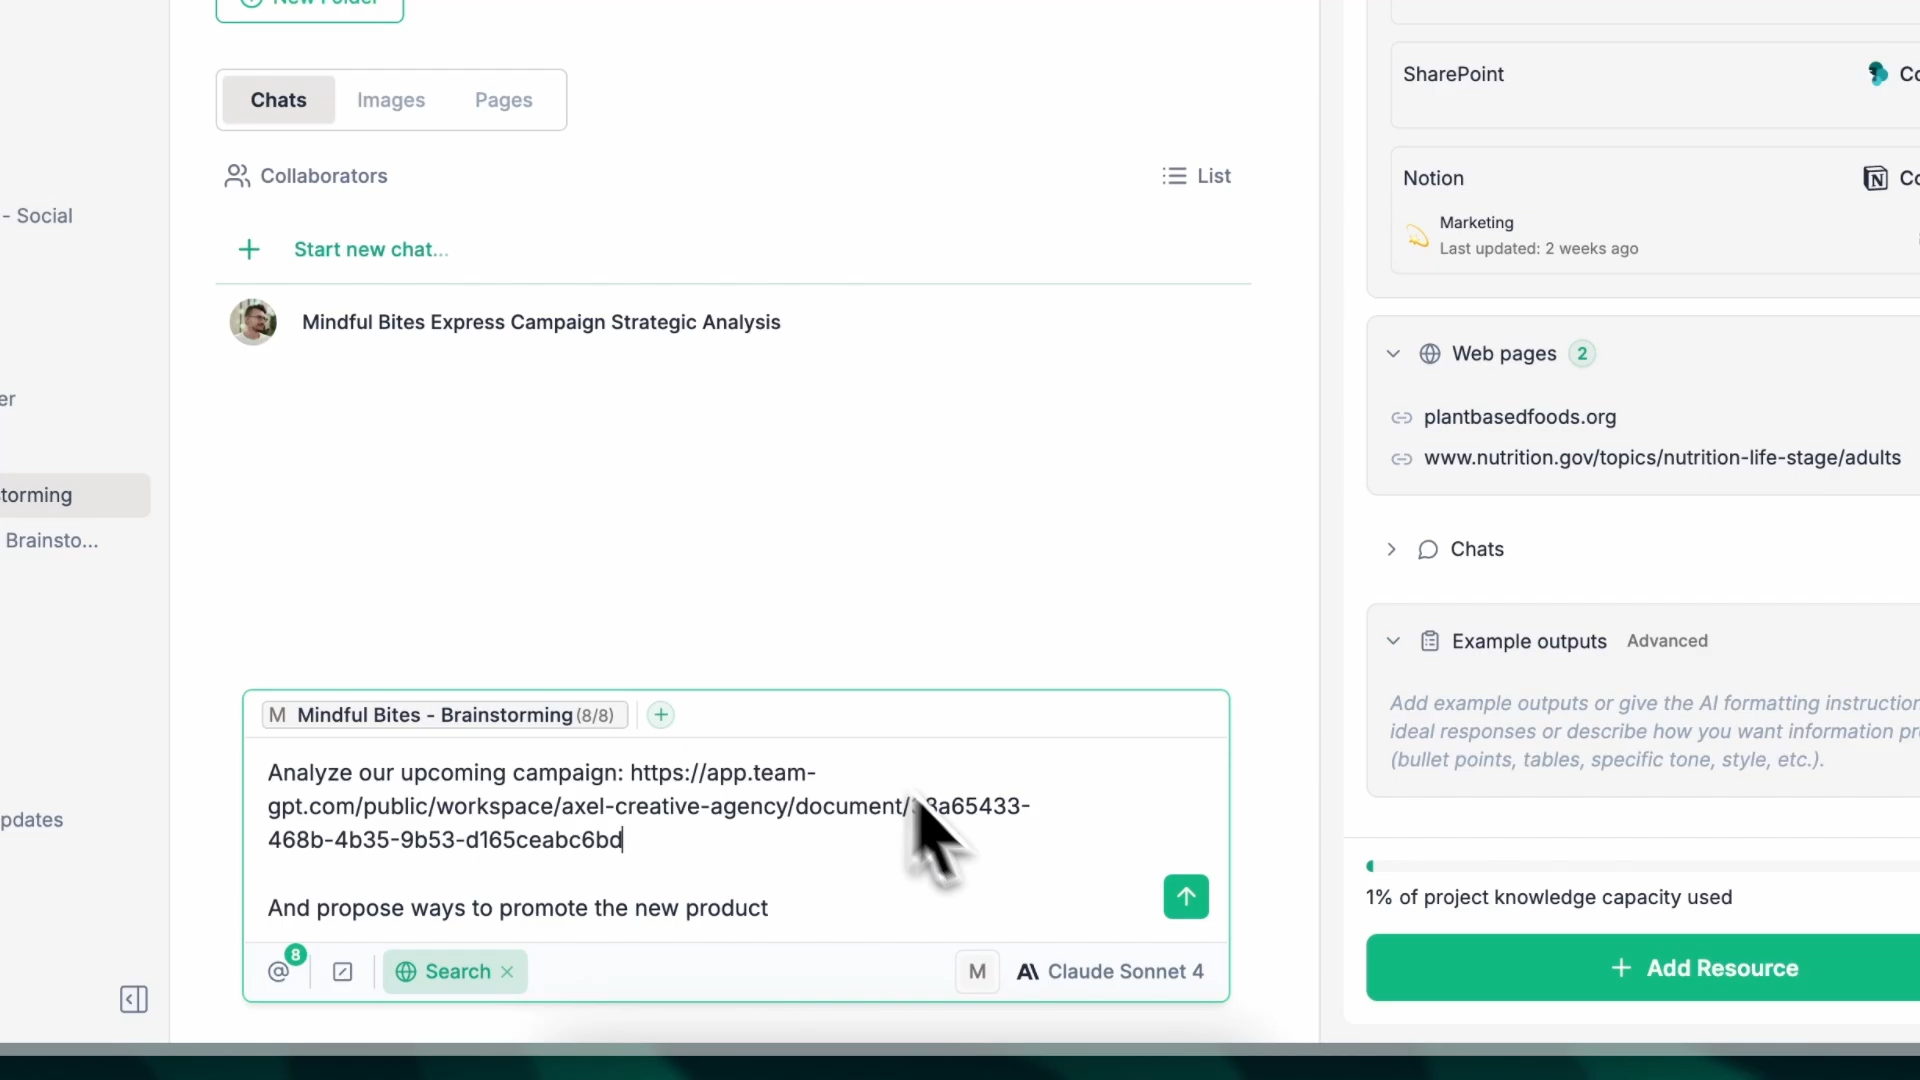 New Folder
Chats
Images
Pages
Collaborators
List
Start new chat...
Mindful Bites Express Campaign Strategic Analysis
- Social
er
torming
Brainsto...
pdates
M Mindful Bites - Brainstorming (8/8)
Analyze our upcoming campaign: https://app.team-
gpt.com/public/workspace/axel-creative-agency/document/ 8a65433-
468b-4b35-9b53-d165ceabc6bd
And propose ways to promote the new product
8
Search
M
Claude Sonnet 4
SharePoint
Co
Notion
Co
Marketing
Last updated: 2 weeks ago
Web pages 2
plantbasedfoods.org
www.nutrition.gov/topics/nutrition-life-stage/adults
Chats
Example outputs Advanced
Add example outputs or give the AI formatting instruction
ideal responses or describe how you want information pr
(bullet points, tables, specific tone, style, etc.).
1% of project knowledge capacity used
Add Resource